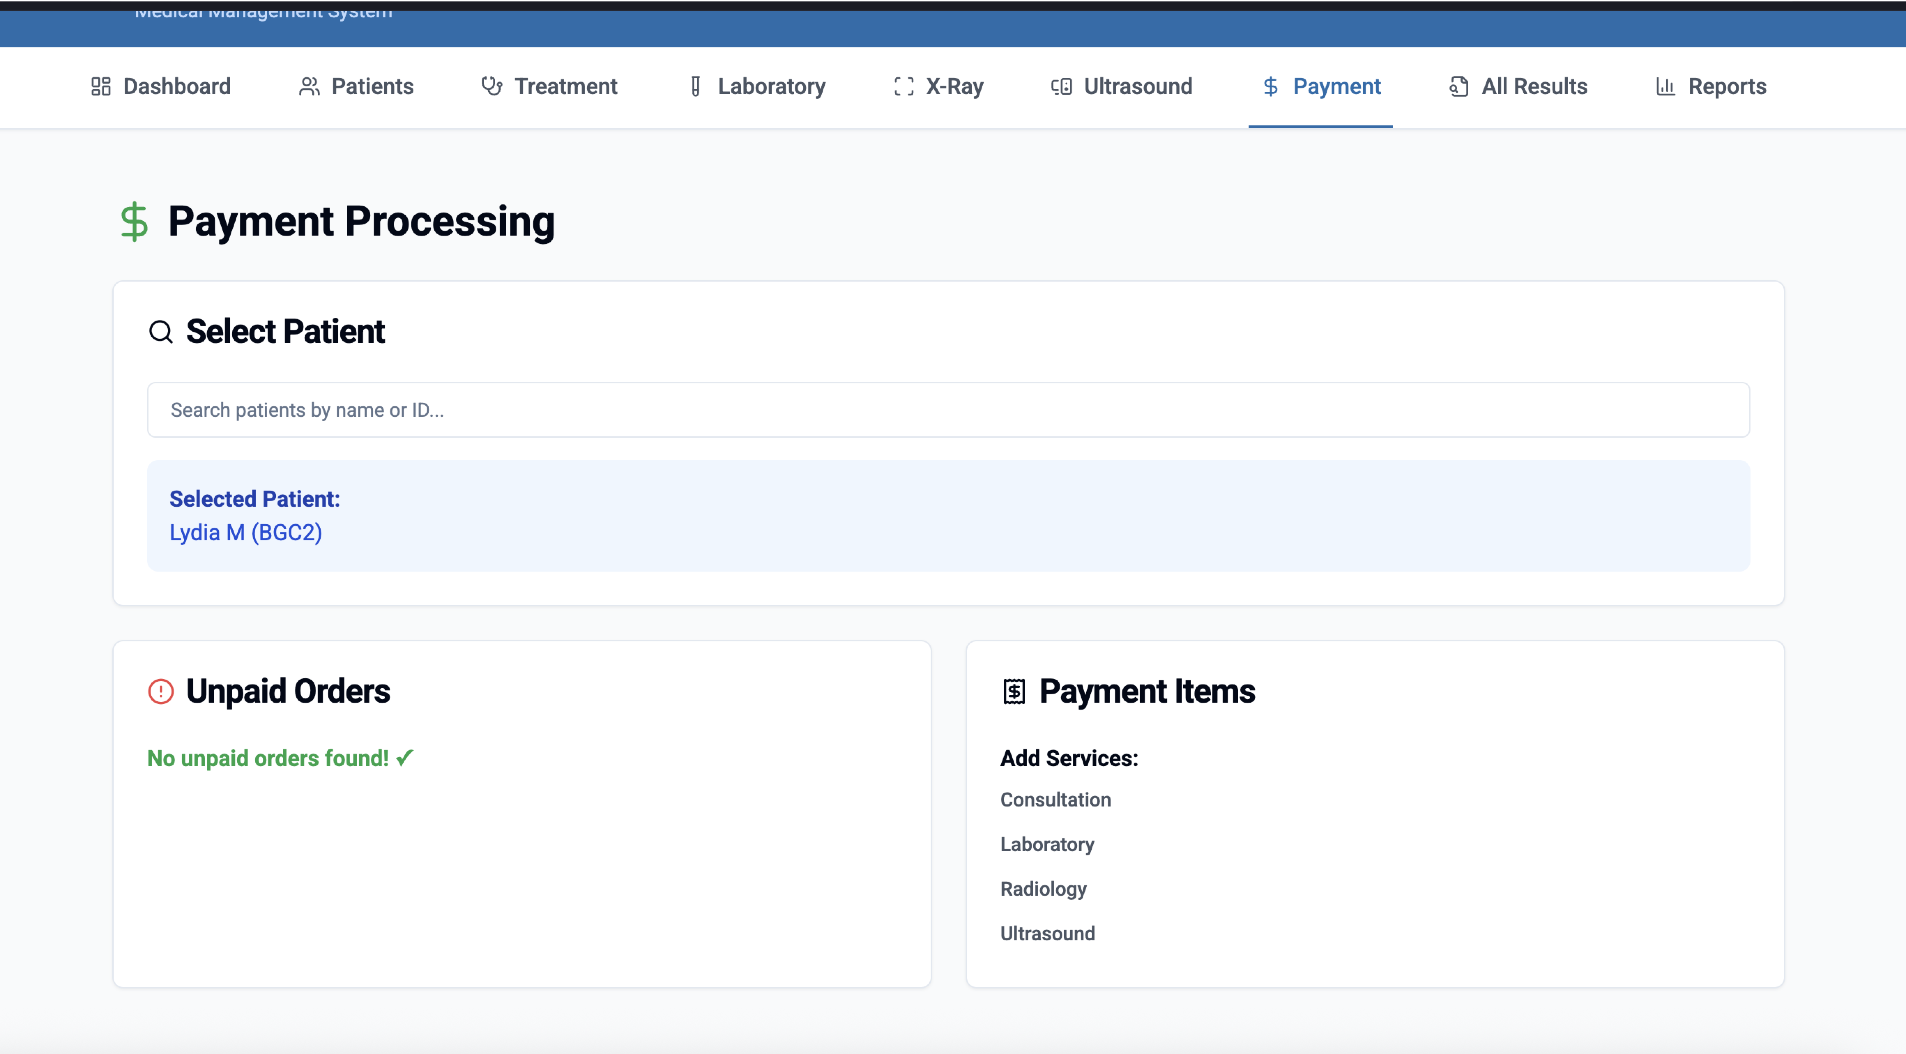 Medical Management System
Dashboard Patients Treatment Laboratory X-Ray Ultrasound Payment All Results Reports
Payment Processing
Select Patient
Search patients by name or ID...
Selected Patient:
Lydia M (BGC2)
Unpaid Orders
No unpaid orders found! ✓
Payment Items
Add Services:
Consultation
Laboratory
Radiology
Ultrasound